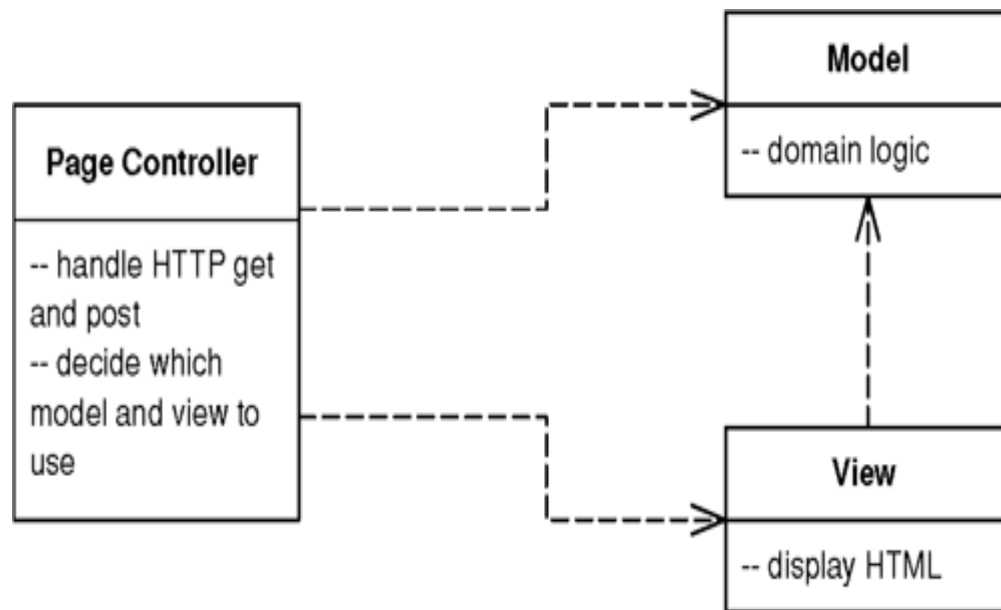 Page Controller
-- handle HTTP get
and post
-- decide which
model and view to
use
Model
-- domain logic
View
-- display HTML